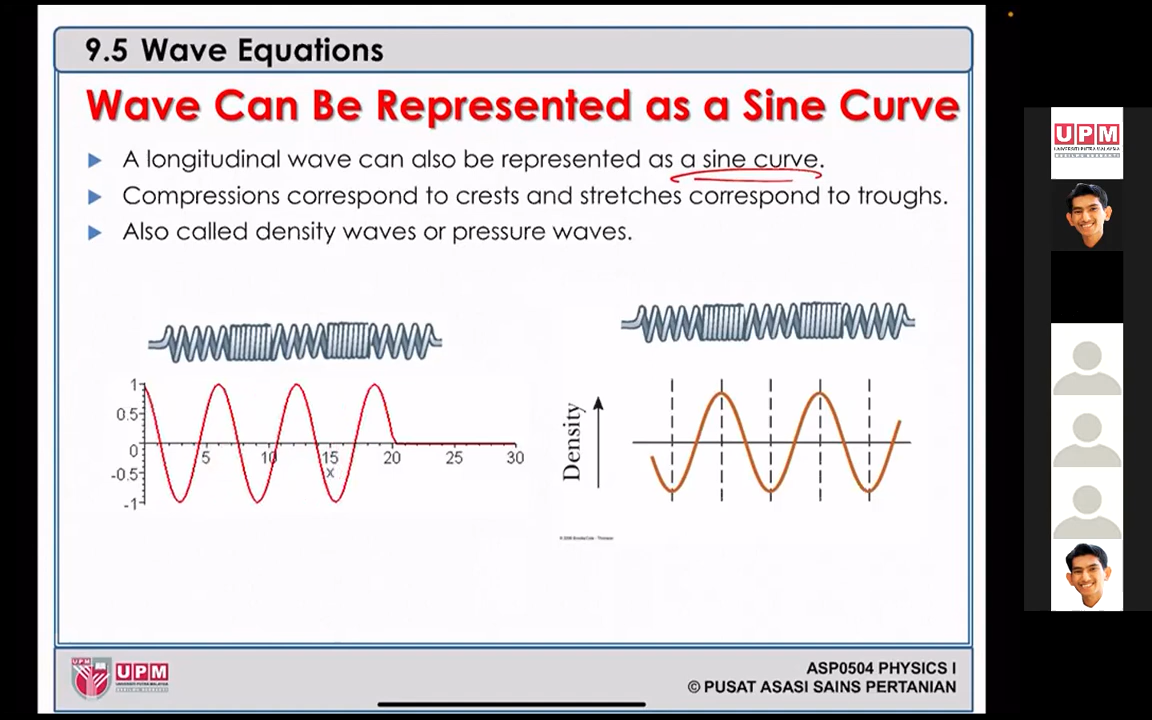 9.5 Wave Equations
Wave Can Be Represented as a Sine Curve
A longitudinal wave can also be represented as a sine curve.
Compressions correspond to crests and stretches correspond to troughs.
Also called density waves or pressure waves.
1
0.5
0
-0.5
-1
5
10
15
20
25
30
x
Density
UPM
UPM
UPM
ASP0504 PHYSICS I
© PUSAT ASASI SAINS PERTANIAN